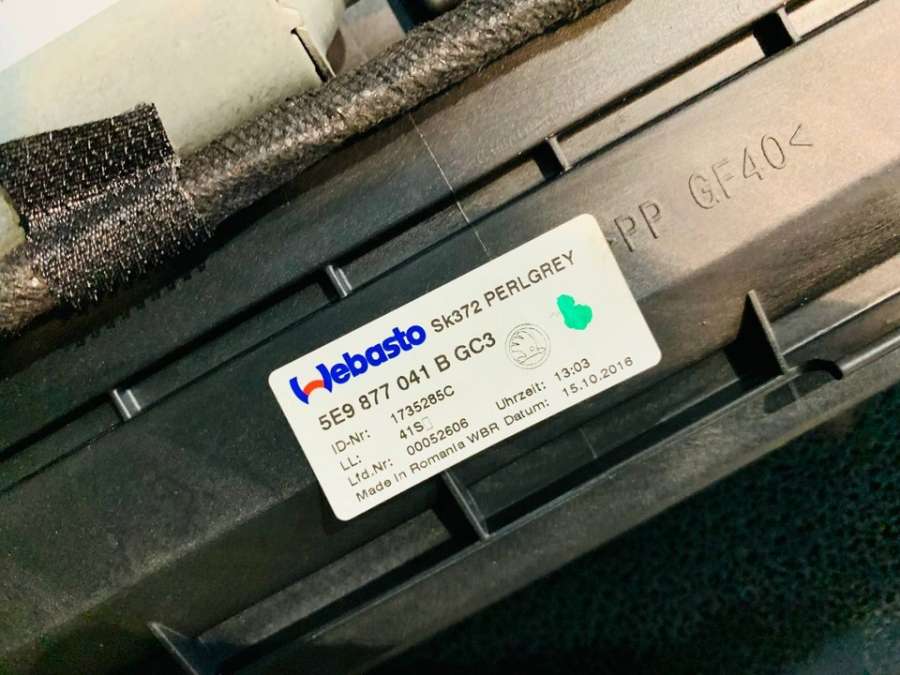 >PP GF40<
Webasto Sk372 PERLGREY
5E9 877 041 B GC3
ID-Nr: 1735285C
LL: 41S Uhrzeit: 13:03
Lfd.Nr: 00052606 Datum: 15.10.2016
Made in Romania WBR